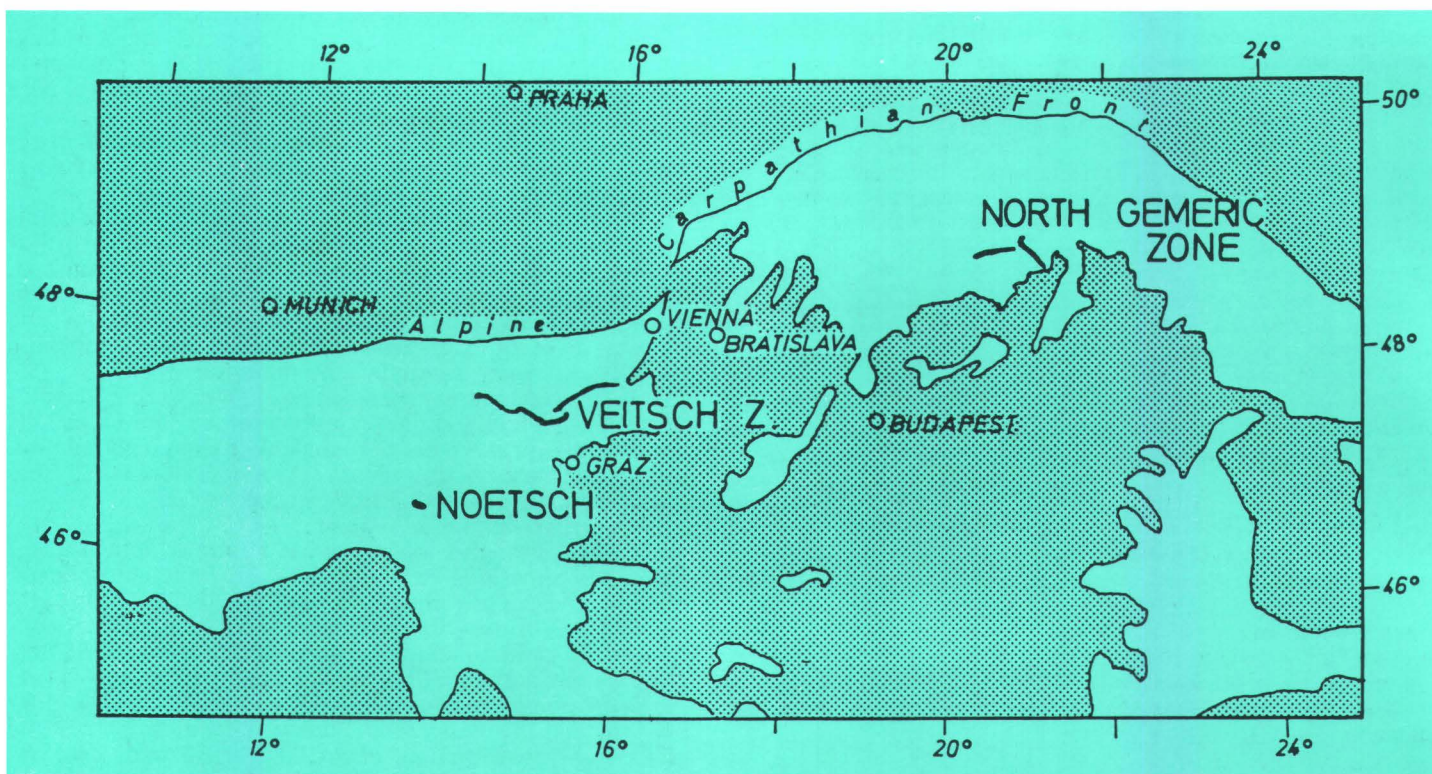 12° 16° 20° 24°
PRAHA
50°
Carpathian Front
NORTH GEMERIC
ZONE
48°
MUNICH
Alpine
VIENNA
BRATISLAVA
48°
VEITSCH Z.
BUDAPEST
GRAZ
NOETSCH
46°
46°
12° 16° 20° 24°